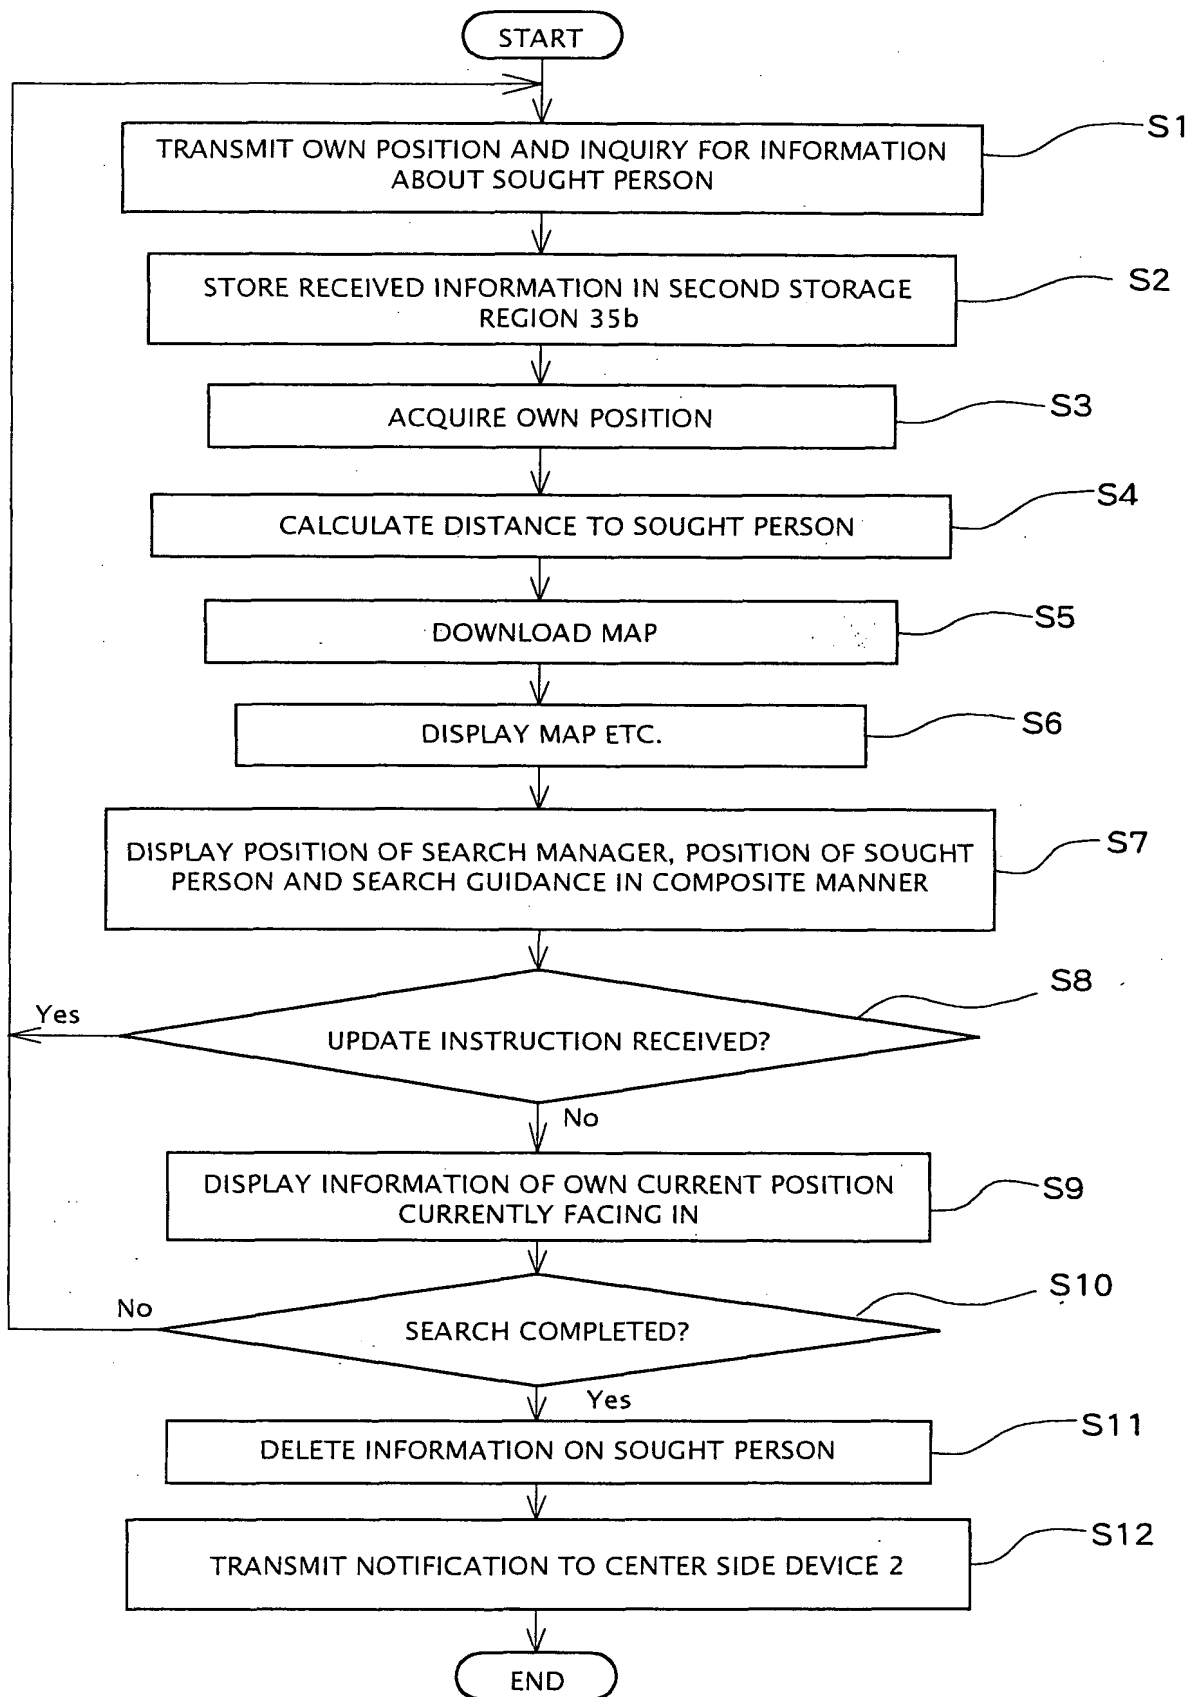 START
TRANSMIT OWN POSITION AND INQUIRY FOR INFORMATION
ABOUT SOUGHT PERSON
S1
STORE RECEIVED INFORMATION IN SECOND STORAGE
REGION 35b
S2
ACQUIRE OWN POSITION
S3
CALCULATE DISTANCE TO SOUGHT PERSON
S4
DOWNLOAD MAP
S5
DISPLAY MAP ETC.
S6
DISPLAY POSITION OF SEARCH MANAGER, POSITION OF SOUGHT
PERSON AND SEARCH GUIDANCE IN COMPOSITE MANNER
S7
UPDATE INSTRUCTION RECEIVED?
S8
Yes
No
DISPLAY INFORMATION OF OWN CURRENT POSITION
CURRENTLY FACING IN
S9
SEARCH COMPLETED?
S10
No
Yes
DELETE INFORMATION ON SOUGHT PERSON
S11
TRANSMIT NOTIFICATION TO CENTER SIDE DEVICE 2
S12
END